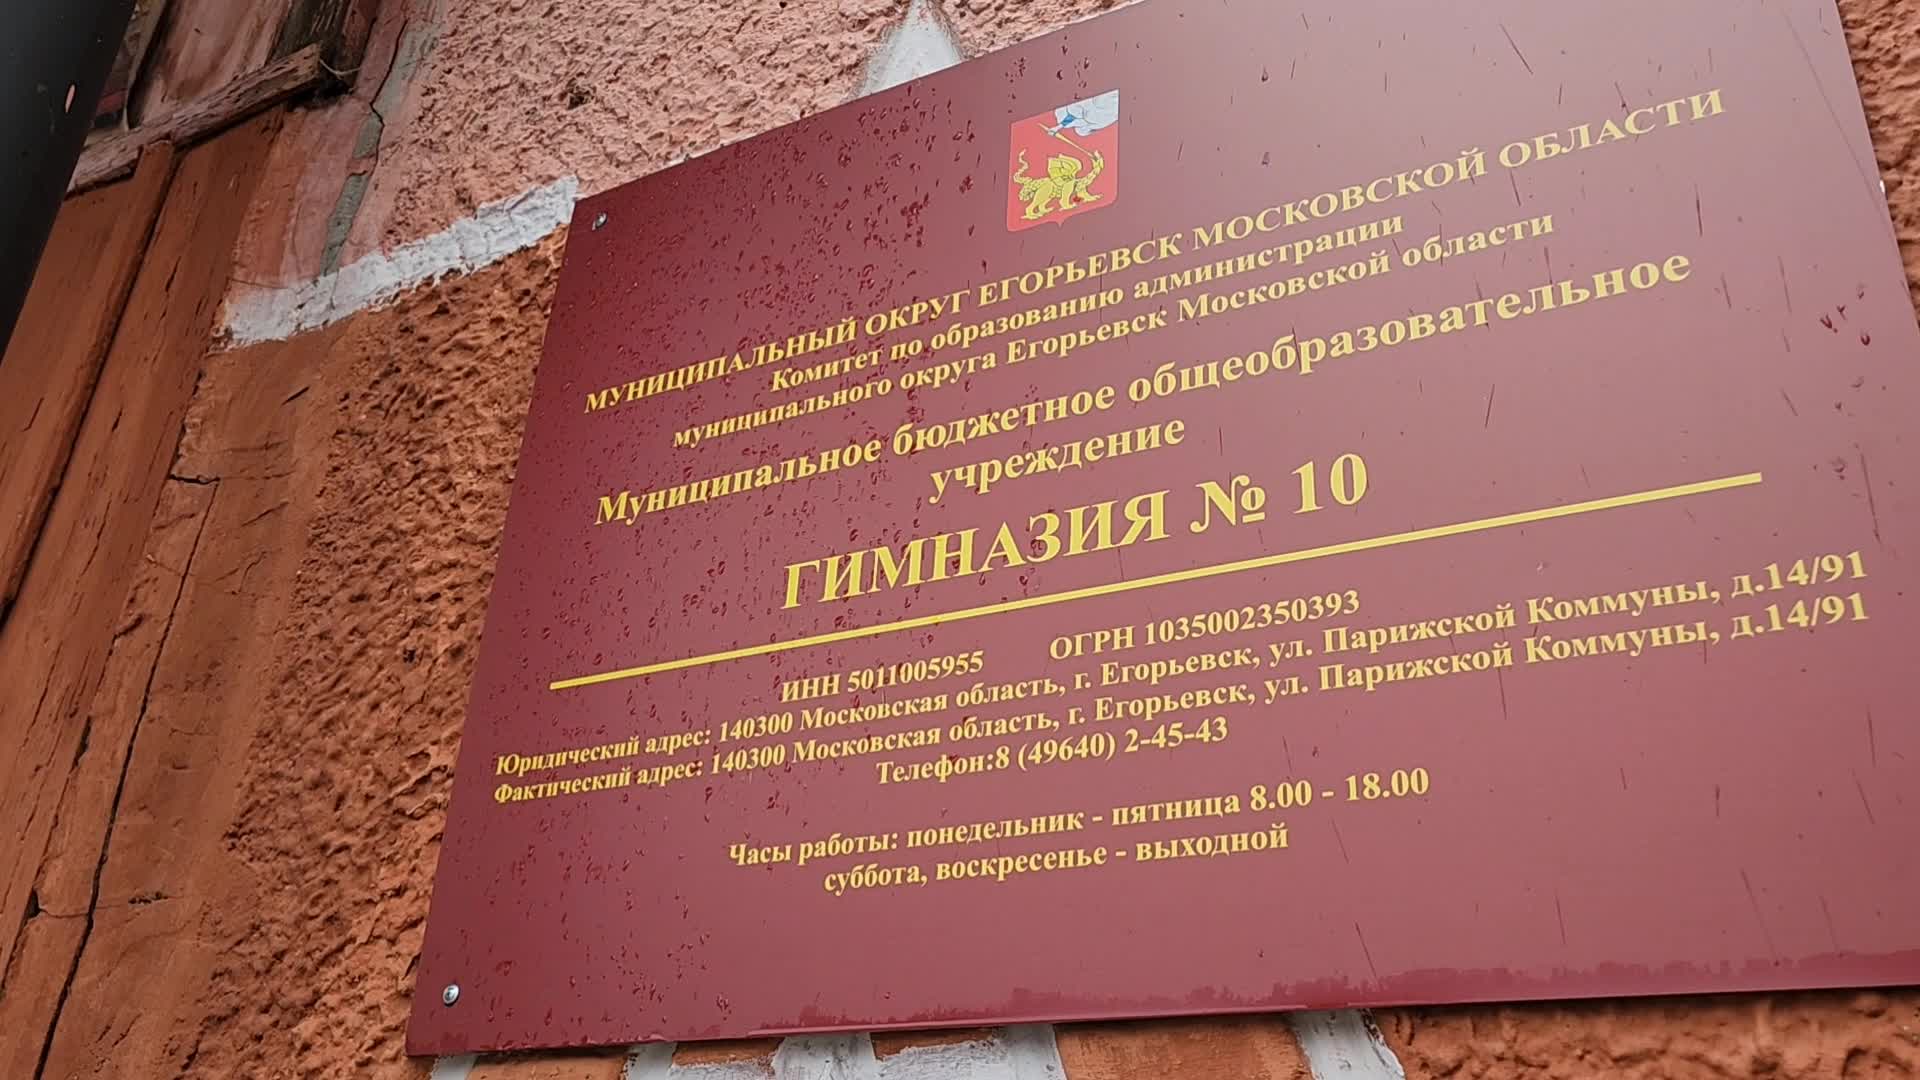 МУНИЦИПАЛЬНЫЙ ОКРУГ ЕГОРЬЕВСК МОСКОВСКОЙ ОБЛАСТИ
Комитет по образованию администрации
муниципального округа Егорьевск Московской области
Муниципальное бюджетное общеобразовательное
учреждение
ГИМНАЗИЯ № 10
ИНН 5011005955 ОГРН 1035002350393
Юридический адрес: 140300 Московская область, г. Егорьевск, ул. Парижской Коммуны, д.14/91
Фактический адрес: 140300 Московская область, г. Егорьевск, ул. Парижской Коммуны, д.14/91
Телефон:8 (49640) 2-45-43
Часы работы: понедельник - пятница 8.00 - 18.00
суббота, воскресенье - выходной